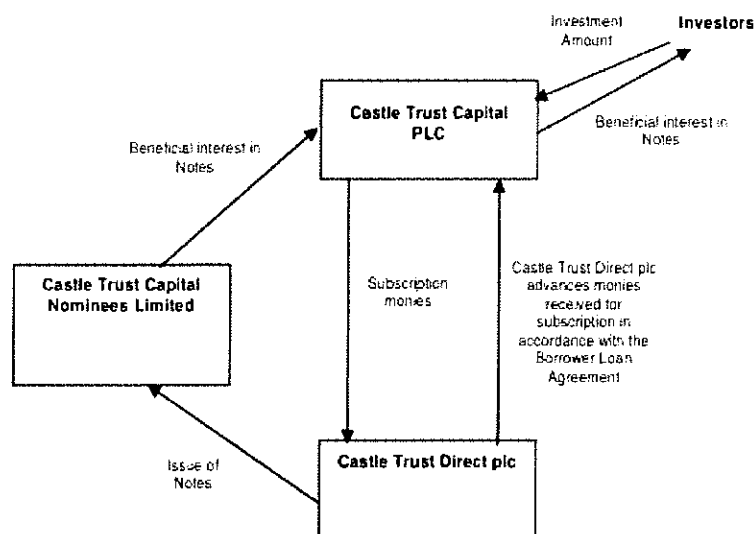 Investment
Amount
Investors
Castle Trust Capital
PLC
Beneficial interest in
Notes
Beneficial interest in
Notes
Castle Trust Capital
Nominees Limited
Subscription
monies
Castle Trust Direct plc
advances monies
received for
subscription in
accordance with the
Borrower Loan
Agreement
Issue of
Notes
Castle Trust Direct plc